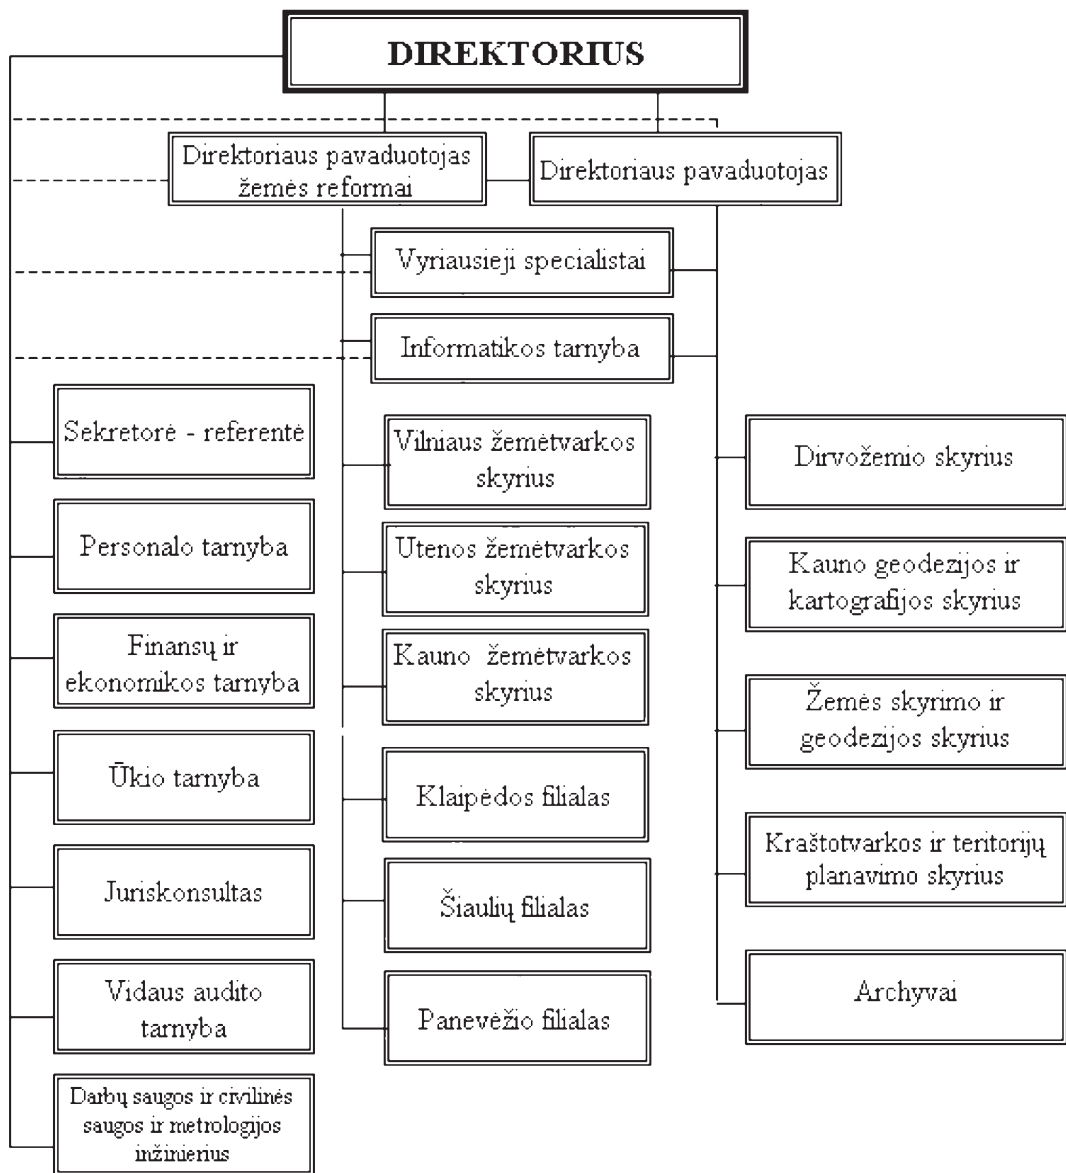 DIREKTORIUS
Direktoriaus pavaduotojas
žemės reformai
Direktoriaus pavaduotojas
Vyriausieji specialistai
Informatikos tarnyba
Sekretorė - referentė
Personalo tarnyba
Finansų ir
ekonomikos tarnyba
Ūkio tarnyba
Juriskonsultas
Vidaus audito
tarnyba
Darbų saugos ir civilinės
saugos ir metrologijos
inžinierius
Vilniaus žemėtvarkos
skyrius
Utenos žemėtvarkos
skyrius
Kauno žemėtvarkos
skyrius
Klaipėdos filialas
Šiaulių filialas
Panevėžio filialas
Dirvožemio skyrius
Kauno geodezijos ir
kartografijos skyrius
Žemės skyrimo ir
geodezijos skyrius
Kraštotvarkos ir teritorijų
planavimo skyrius
Archyvai